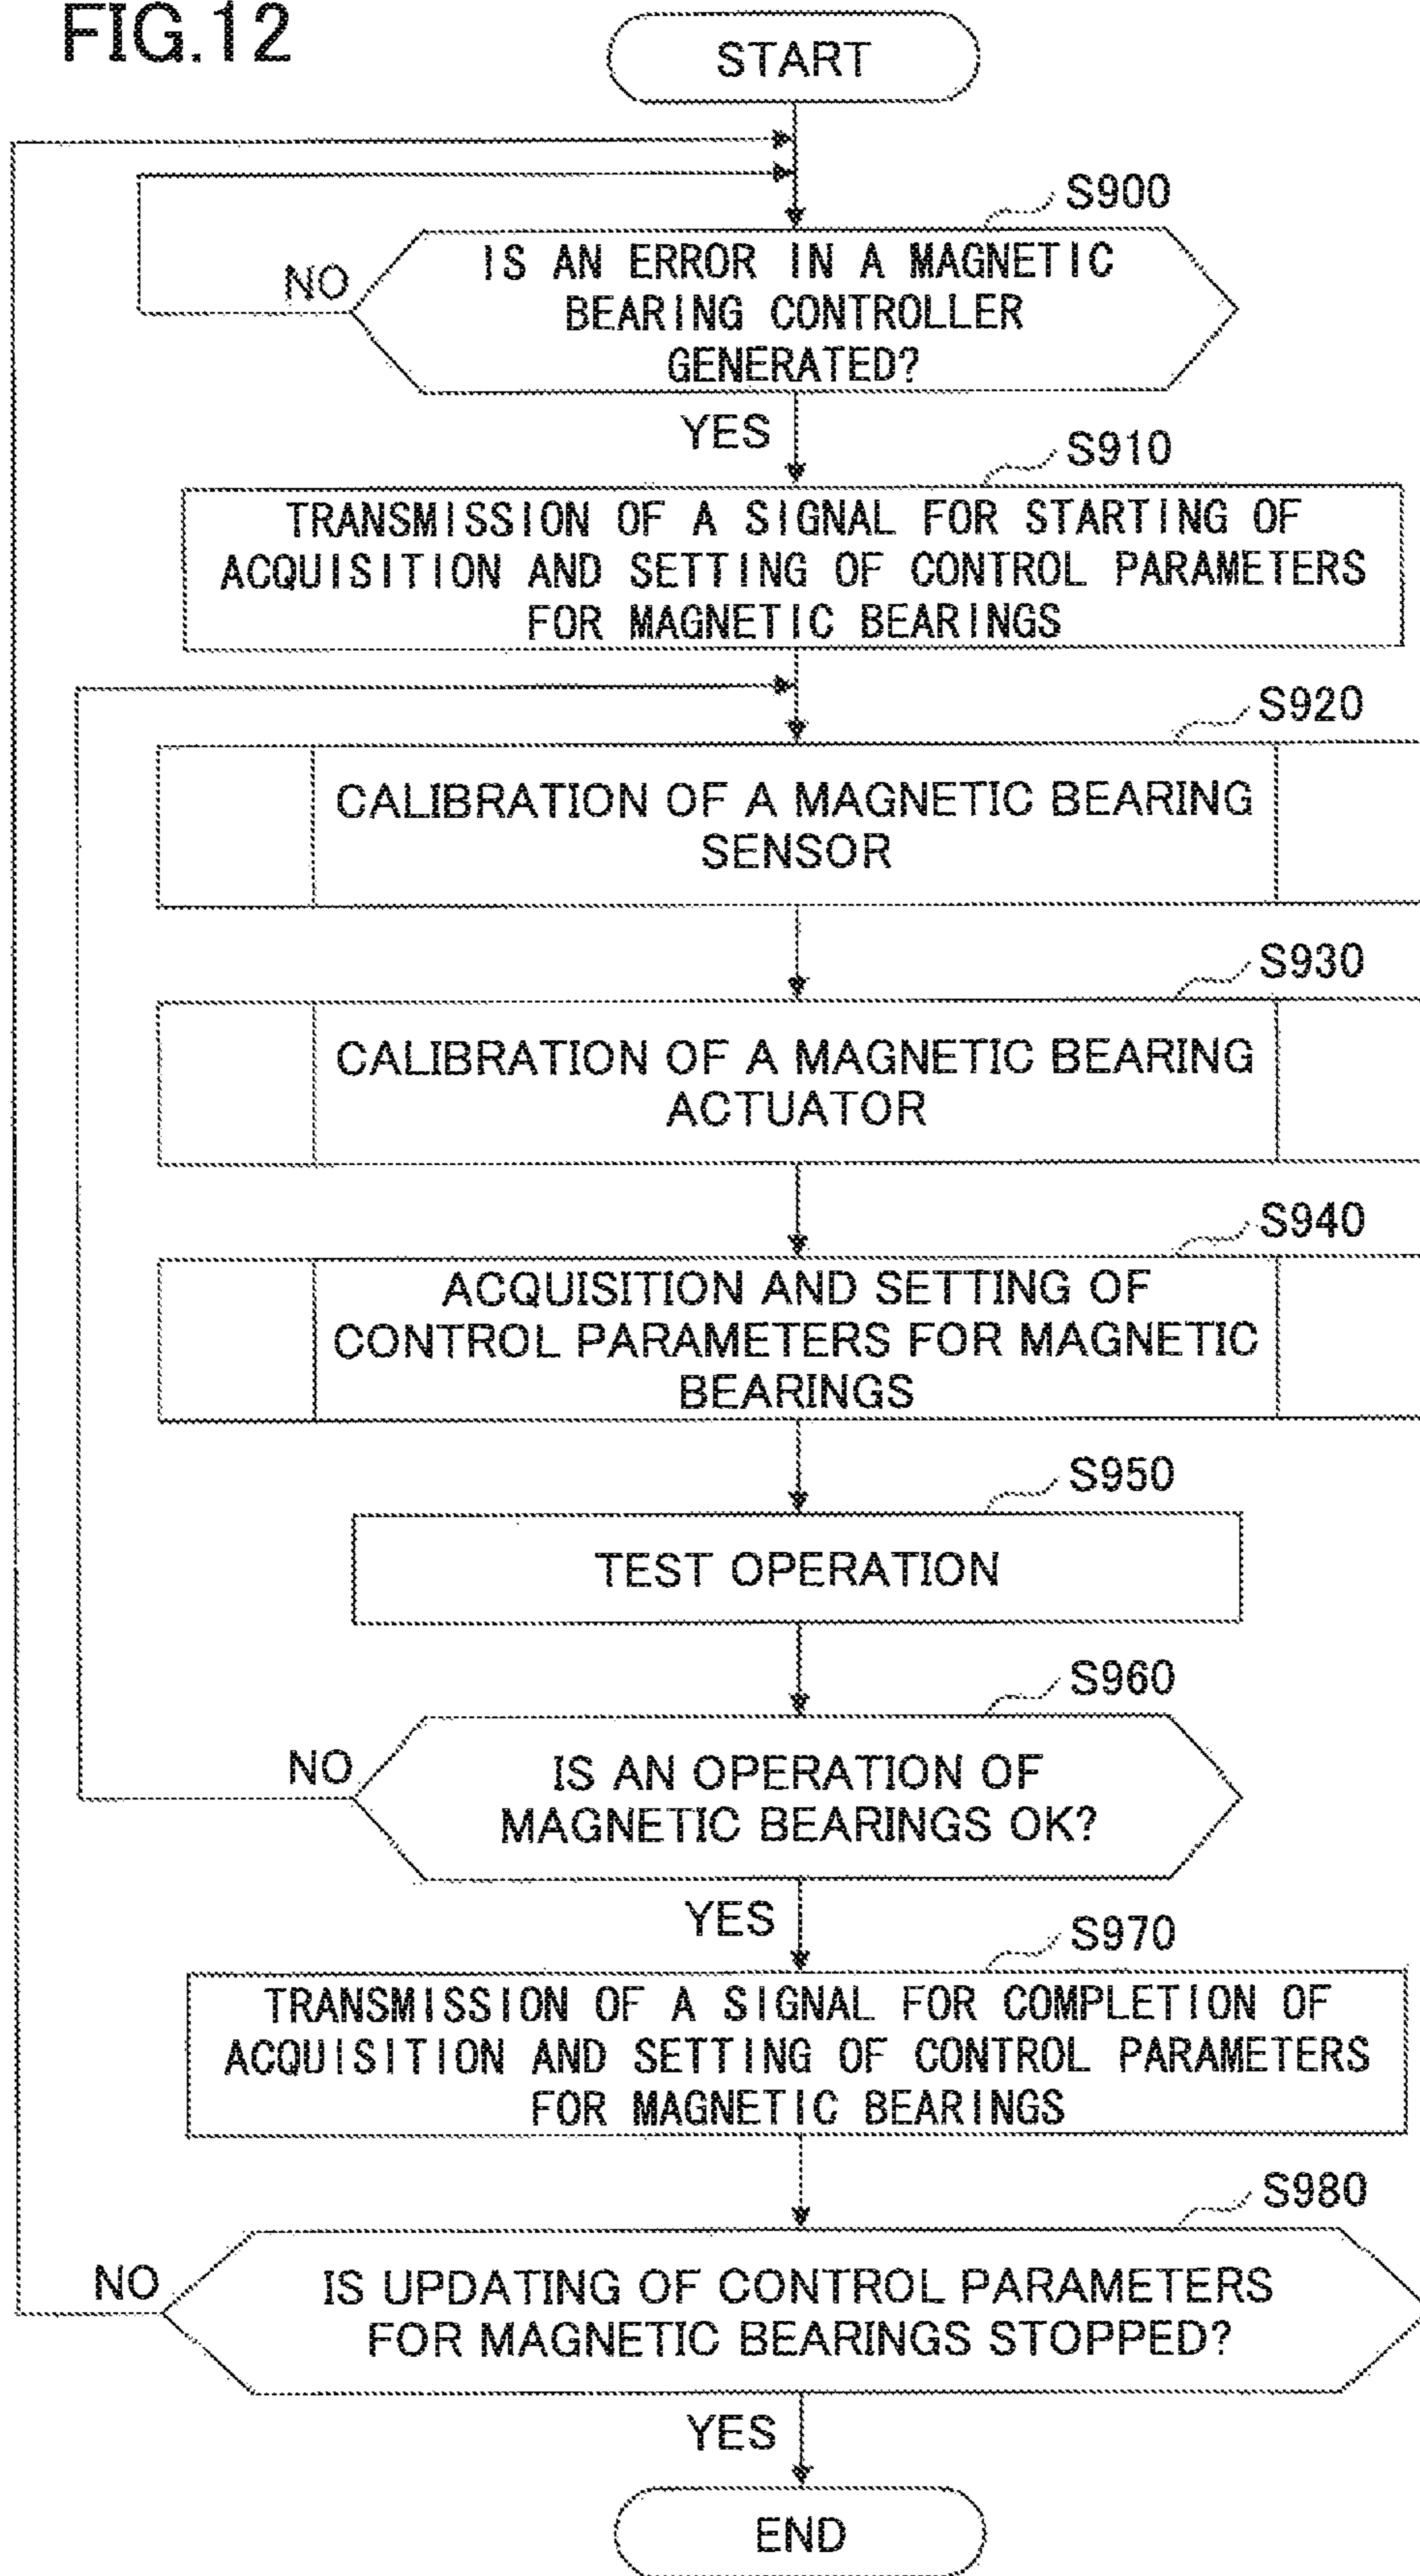 FIG.12
START
S900
IS AN ERROR IN A MAGNETIC
BEARING CONTROLLER
GENERATED?
NO
YES
S910
TRANSMISSION OF A SIGNAL FOR STARTING OF
ACQUISITION AND SETTING OF CONTROL PARAMETERS
FOR MAGNETIC BEARINGS
S920
CALIBRATION OF A MAGNETIC BEARING
SENSOR
S930
CALIBRATION OF A MAGNETIC BEARING
ACTUATOR
S940
ACQUISITION AND SETTING OF
CONTROL PARAMETERS FOR MAGNETIC
BEARINGS
S950
TEST OPERATION
S960
NO
IS AN OPERATION OF
MAGNETIC BEARINGS OK?
YES
S970
TRANSMISSION OF A SIGNAL FOR COMPLETION OF
ACQUISITION AND SETTING OF CONTROL PARAMETERS
FOR MAGNETIC BEARINGS
S980
NO
IS UPDATING OF CONTROL PARAMETERS
FOR MAGNETIC BEARINGS STOPPED?
YES
END